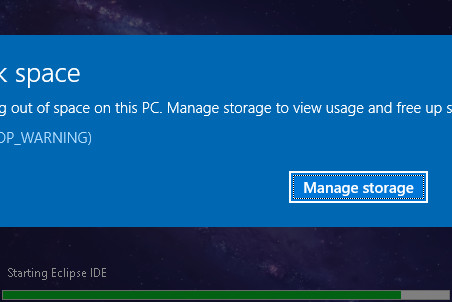 k space
g out of space on this PC. Manage storage to view usage and free up s
OP_WARNING)
Manage storage
Starting Eclipse IDE